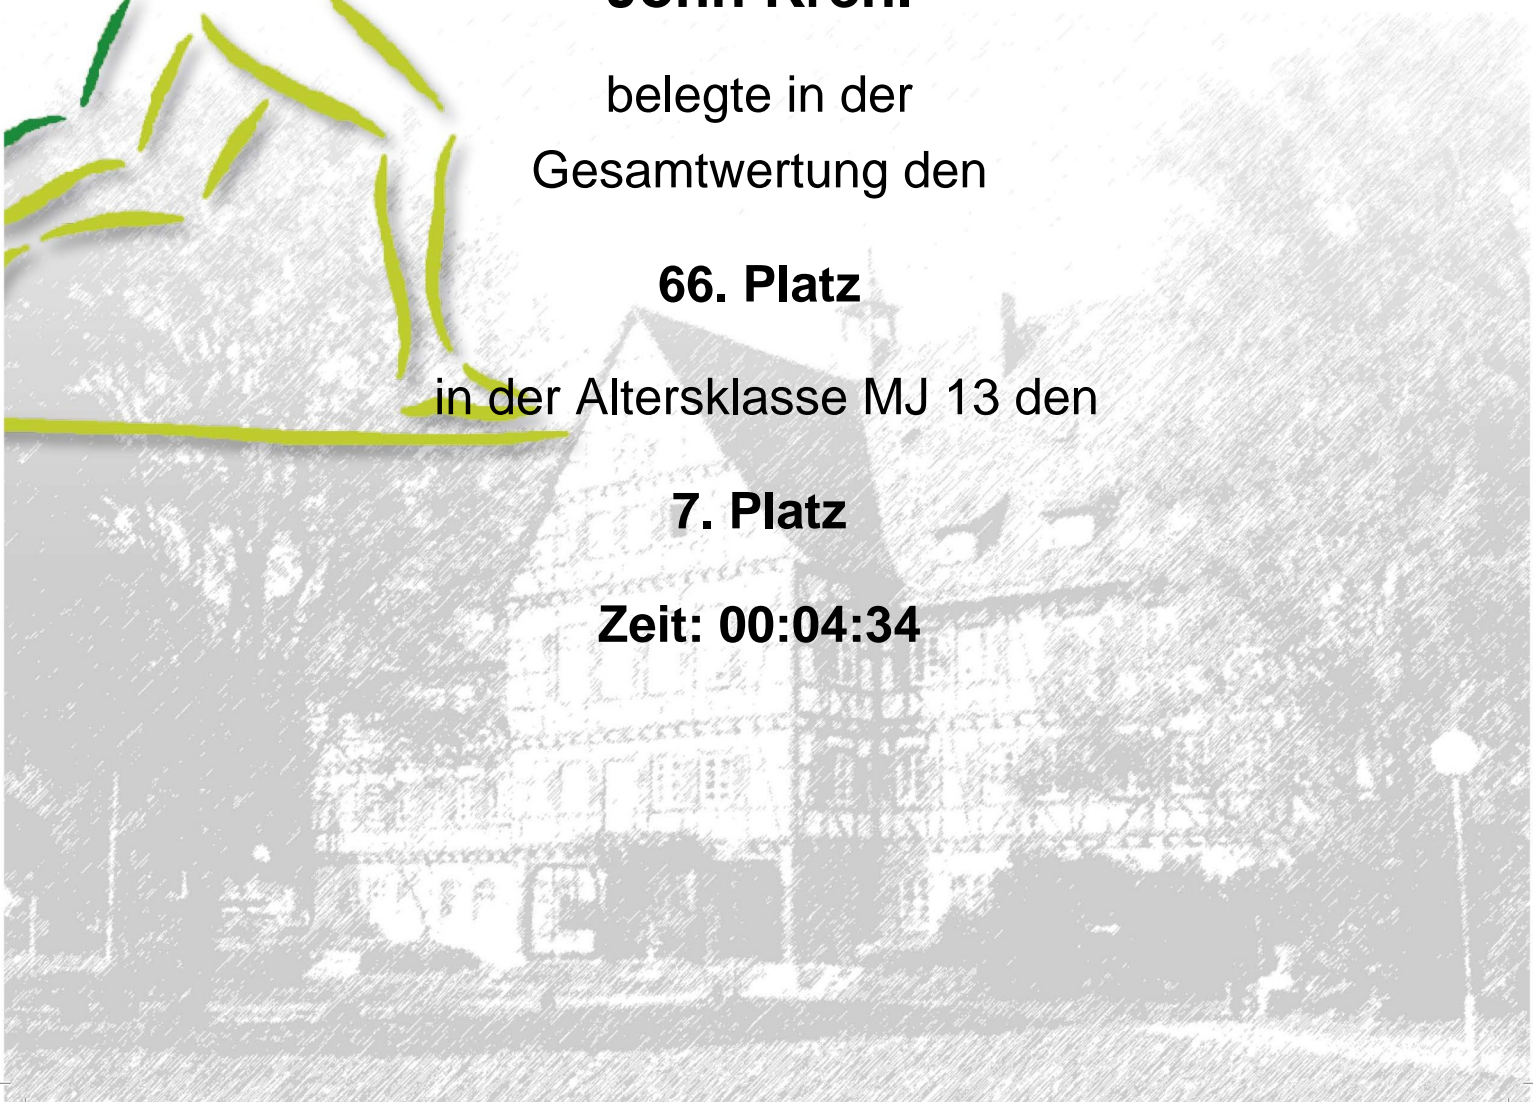 belegte in der
Gesamtwertung den
66. Platz
in der Altersklasse MJ 13 den
7. Platz
Zeit: 00:04:34